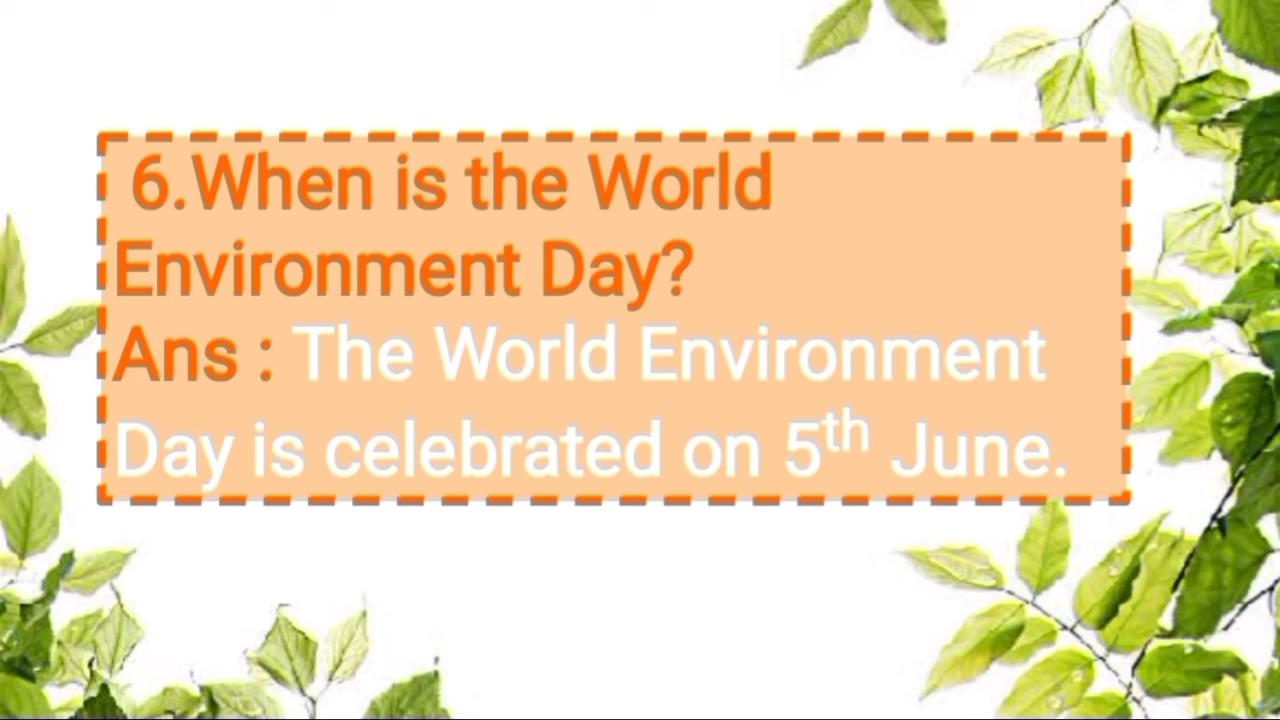 6.When is the World
Environment Day?
Ans : The World Environment
Day is celebrated on 5th June.